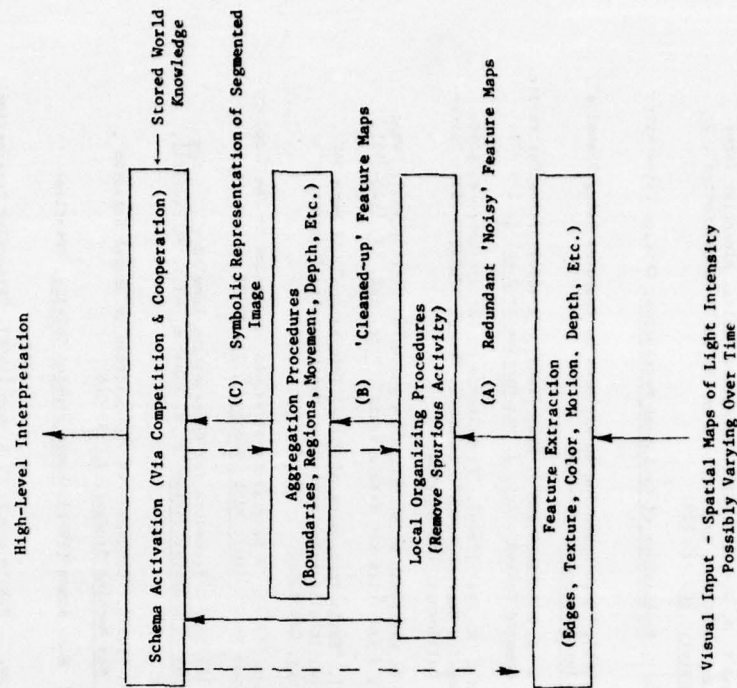 High-Level Interpretation
Schema Activation (Via Competition & Cooperation)
Stored World
Knowledge
(C) Symbolic Representation of Segmented
Image
Aggregation Procedures
(Boundaries, Regions, Movement, Depth, Etc.)
(B) 'Cleaned-up' Feature Maps
Local Organizing Procedures
(Remove Spurious Activity)
(A) Redundant 'Noisy' Feature Maps
Feature Extraction
(Edges, Texture, Color, Motion. Depth, Etc.)
Visual Input - Spatial Maps of Light Intensity
Possibly Varying Over Time